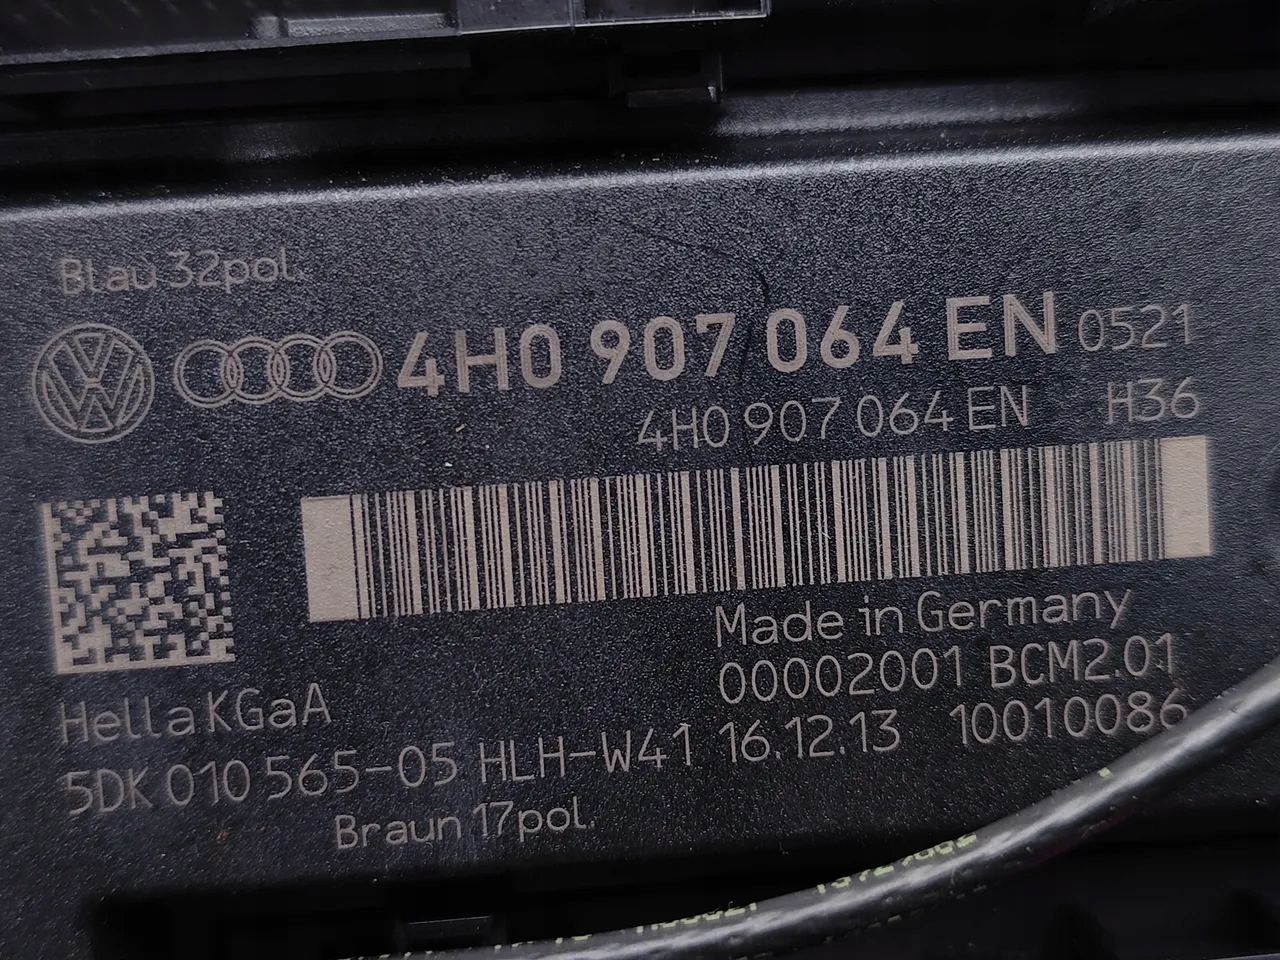 Blau 32pol.
4H0 907 064 EN 0521
4H0 907 064 EN H36
Made in Germany
00002001 BCM2.01
Hella KGaA
5DK 010 565-05 HLH-W41 16.12.13 10010086
Braun 17pol.